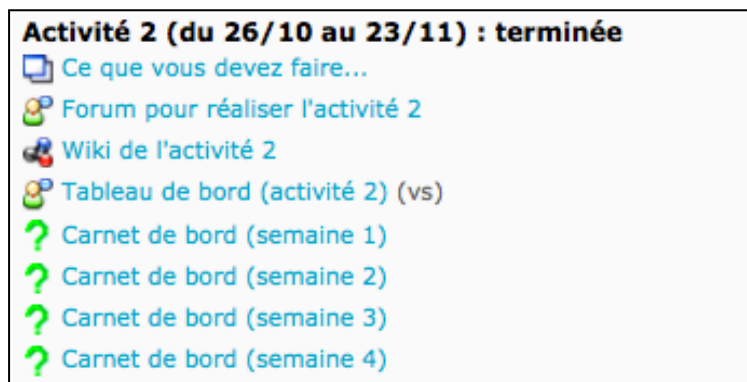 Activité 2 (du 26/10 au 23/11) : terminée
Ce que vous devez faire...
Forum pour réaliser l'activité 2
Wiki de l'activité 2
Tableau de bord (activité 2) (vs)
Carnet de bord (semaine 1)
Carnet de bord (semaine 2)
Carnet de bord (semaine 3)
Carnet de bord (semaine 4)